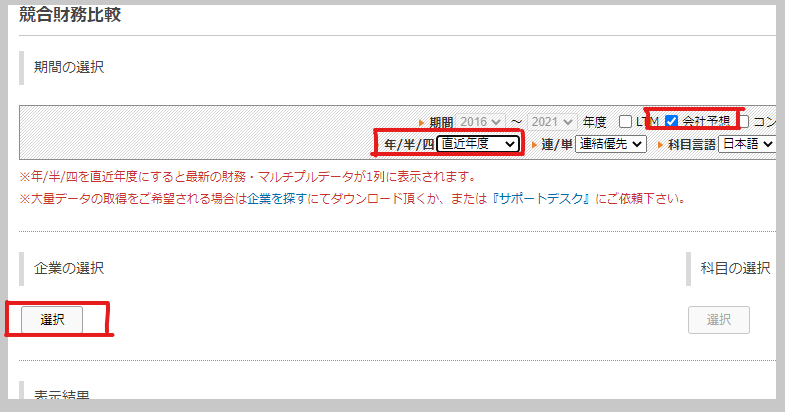 競合財務比較
期間の選択
期間 2016 ～ 2021 年度 LTM 会社予想 コン
年/半/四 直近年度 連/単 連結優先 科目言語 日本語
※年/半/四を直近年度にすると最新の財務・マルチプルデータが1列に表示されます。
※大量データの取得をご希望される場合は企業を探すにてダウンロード頂くか、または『サポートデスク』にご依頼下さい。
企業の選択
科目の選択
選択
選択
表示結果